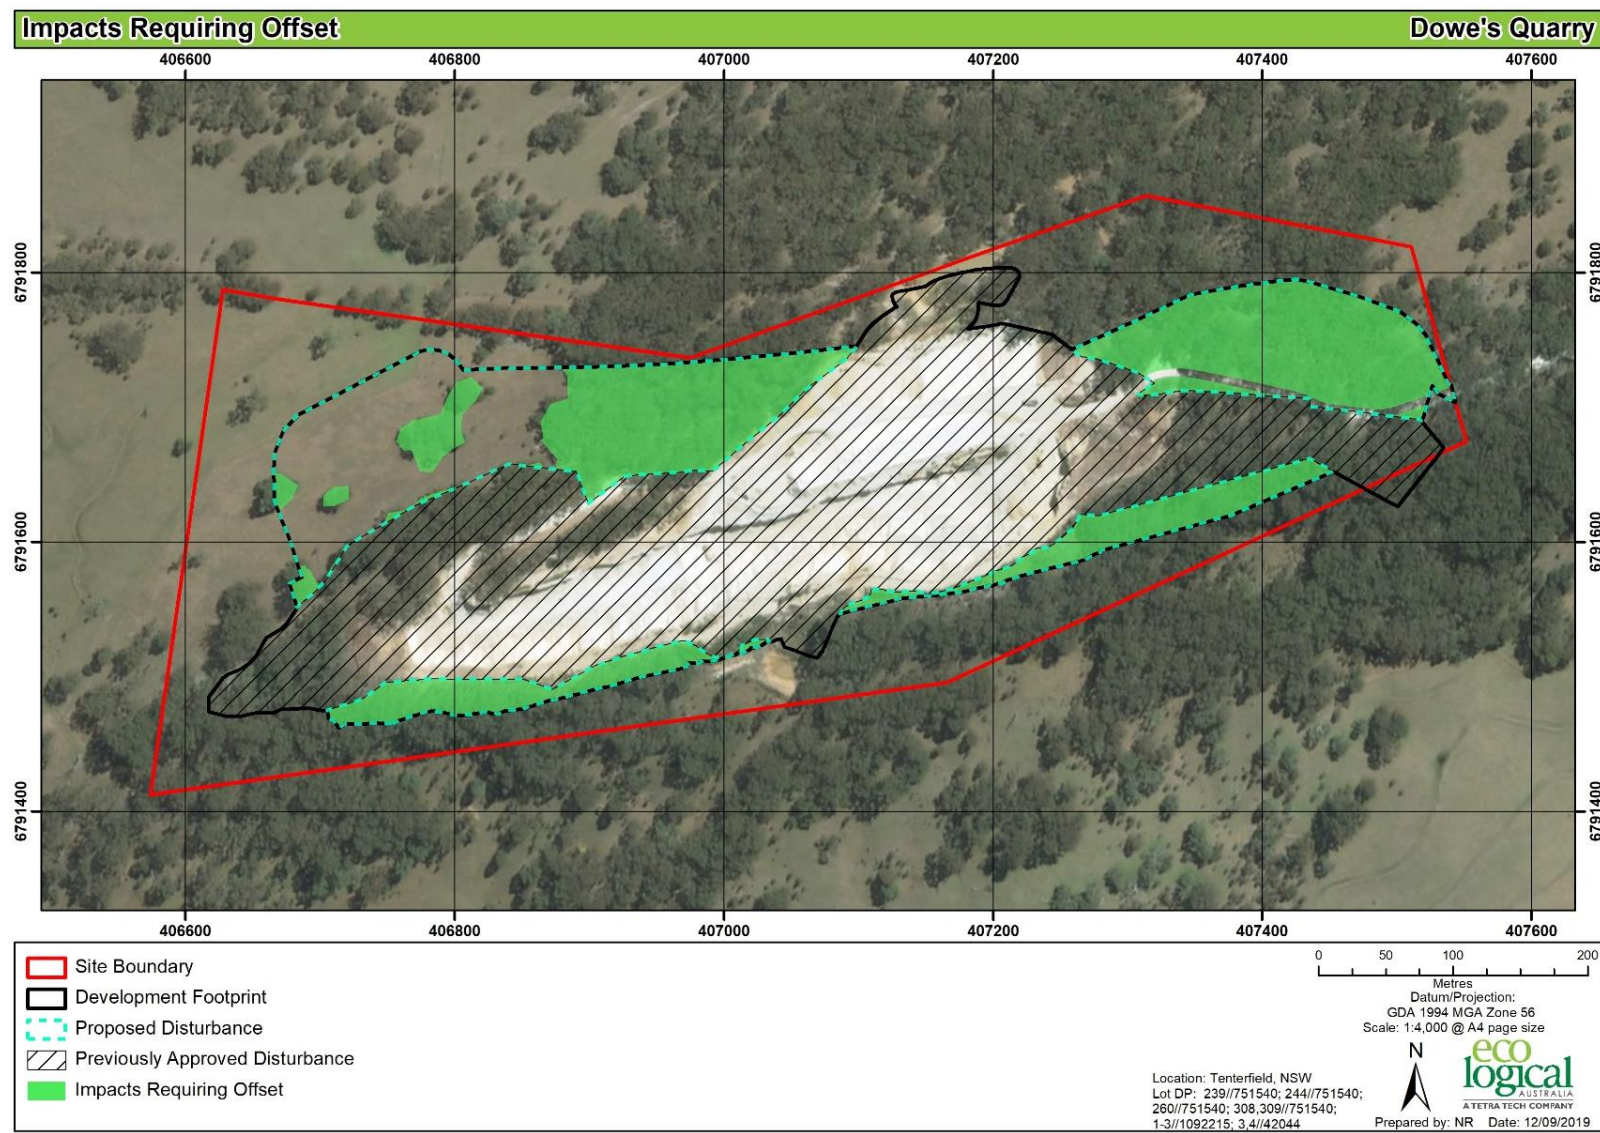 Impacts Requiring Offset
Dowe's Quarry
406600 406800 407000 407200 407400 407600
6791800 6791800
6791600 6791600
6791400 6791400
406600 406800 407000 407200 407400 407600
Site Boundary
Development Footprint
Proposed Disturbance
Previously Approved Disturbance
Impacts Requiring Offset
0 50 100 200
Metres
Datum/Projection:
GDA 1994 MGA Zone 56
Scale: 1:4,000 @ A4 page size
N
eco
logical
AUSTRALIA
A TETRA TECH COMPANY
Location: Tenterfield, NSW
Lot DP: 239//751540; 244//751540;
260//751540; 308,309//751540;
1-3//1092215; 3,4//42044
Prepared by: NR Date: 12/09/2019